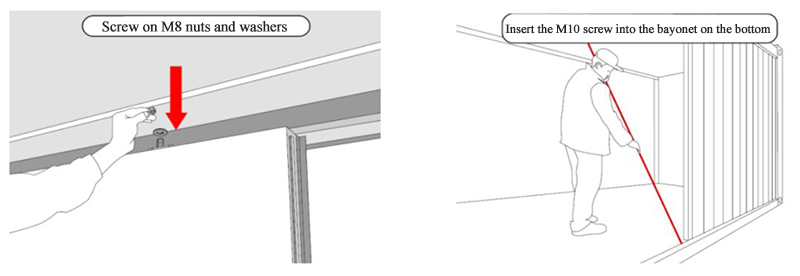 Screw on M8 nuts and washers
Insert the M10 screw into the bayonet on the bottom